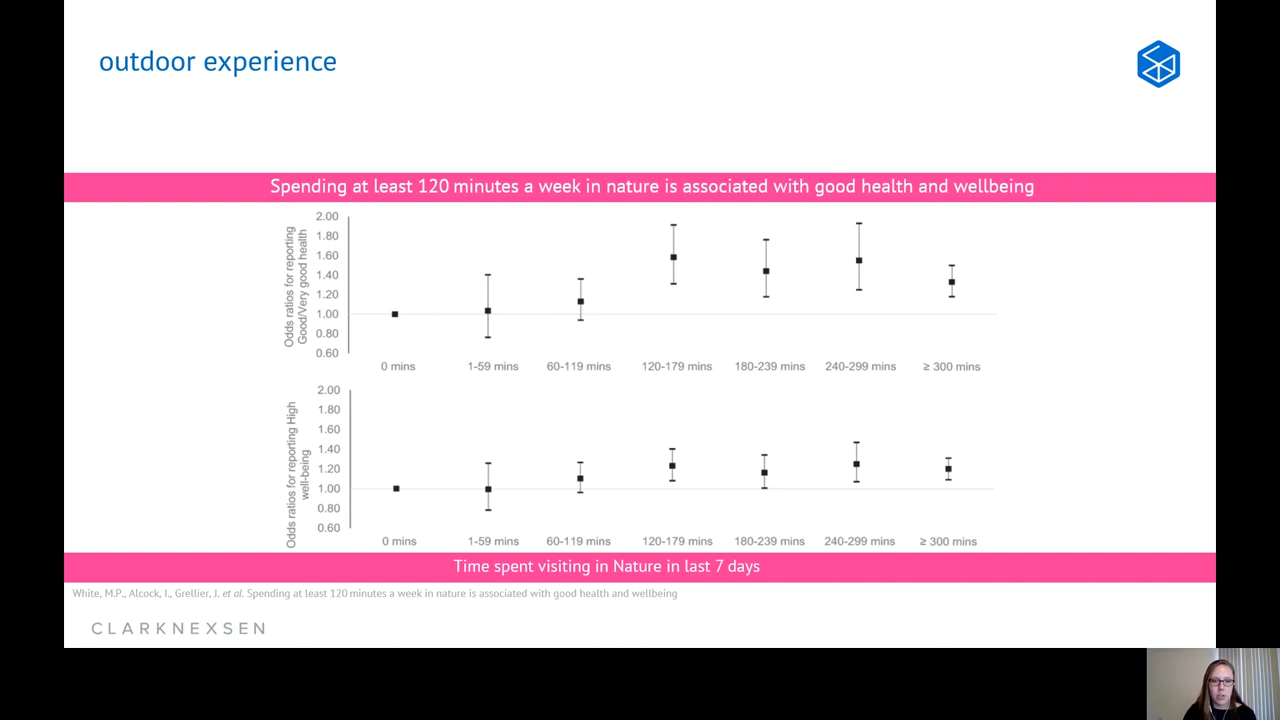 outdoor experience
Spending at least 120 minutes a week in nature is associated with good health and wellbeing
Odds ratios for reporting
Good/Very good health
2.00
1.80
1.60
1.40
1.20
1.00
0.80
0.60
0 mins 1-59 mins 60-119 mins 120-179 mins 180-239 mins 240-299 mins ≥ 300 mins
Odds ratios for reporting High
well-being
2.00
1.80
1.60
1.40
1.20
1.00
0.80
0.60
0 mins 1-59 mins 60-119 mins 120-179 mins 180-239 mins 240-299 mins ≥ 300 mins
Time spent visiting in Nature in last 7 days
White, M.P., Alcock, I., Grellier, J. et al. Spending at least 120 minutes a week in nature is associated with good health and wellbeing
CLARKNEXSEN